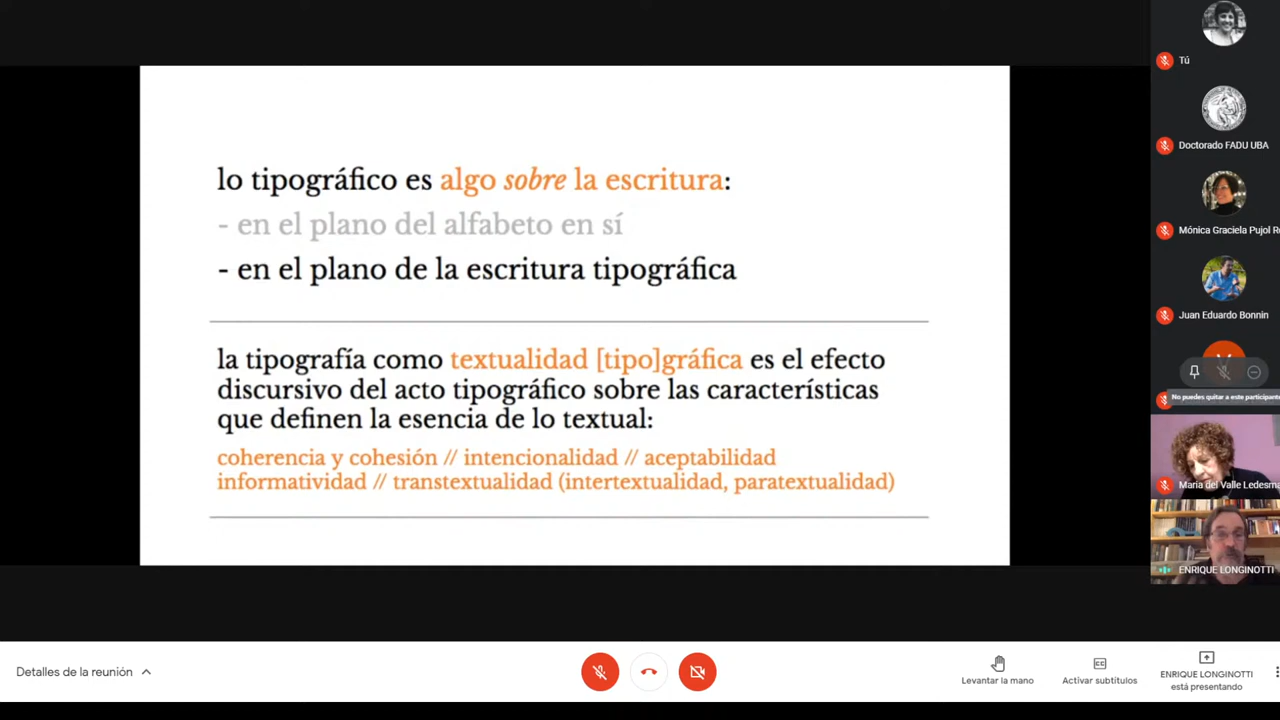 lo tipográfico es algo sobre la escritura:
- en el plano del alfabeto en sí
- en el plano de la escritura tipográfica
la tipografía como textualidad [tipo]gráfica es el efecto
discursivo del acto tipográfico sobre las características
que definen la esencia de lo textual:
coherencia y cohesión // intencionalidad // aceptabilidad
informatividad // transtextualidad (intertextualidad, paratextualidad)
Tú
Doctorado FADU UBA
Mónica Graciela Pujol R
Juan Eduardo Bonnin
No puedes quitar a este participante
María del Valle Ledesma
ENRIQUE LONGINOTTI
Detalles de la reunión
Levantar la mano
Activar subtítulos
ENRIQUE LONGINOTTI
está presentando